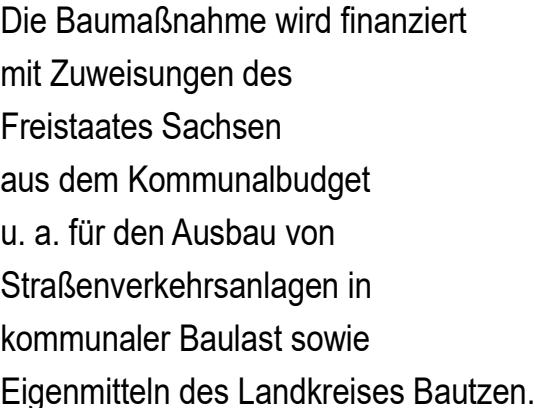 Die Baumaßnahme wird finanziert
mit Zuweisungen des
Freistaates Sachsen
aus dem Kommunalbudget
u. a. für den Ausbau von
Straßenverkehrsanlagen in
kommunaler Baulast sowie
Eigenmitteln des Landkreises Bautzen.